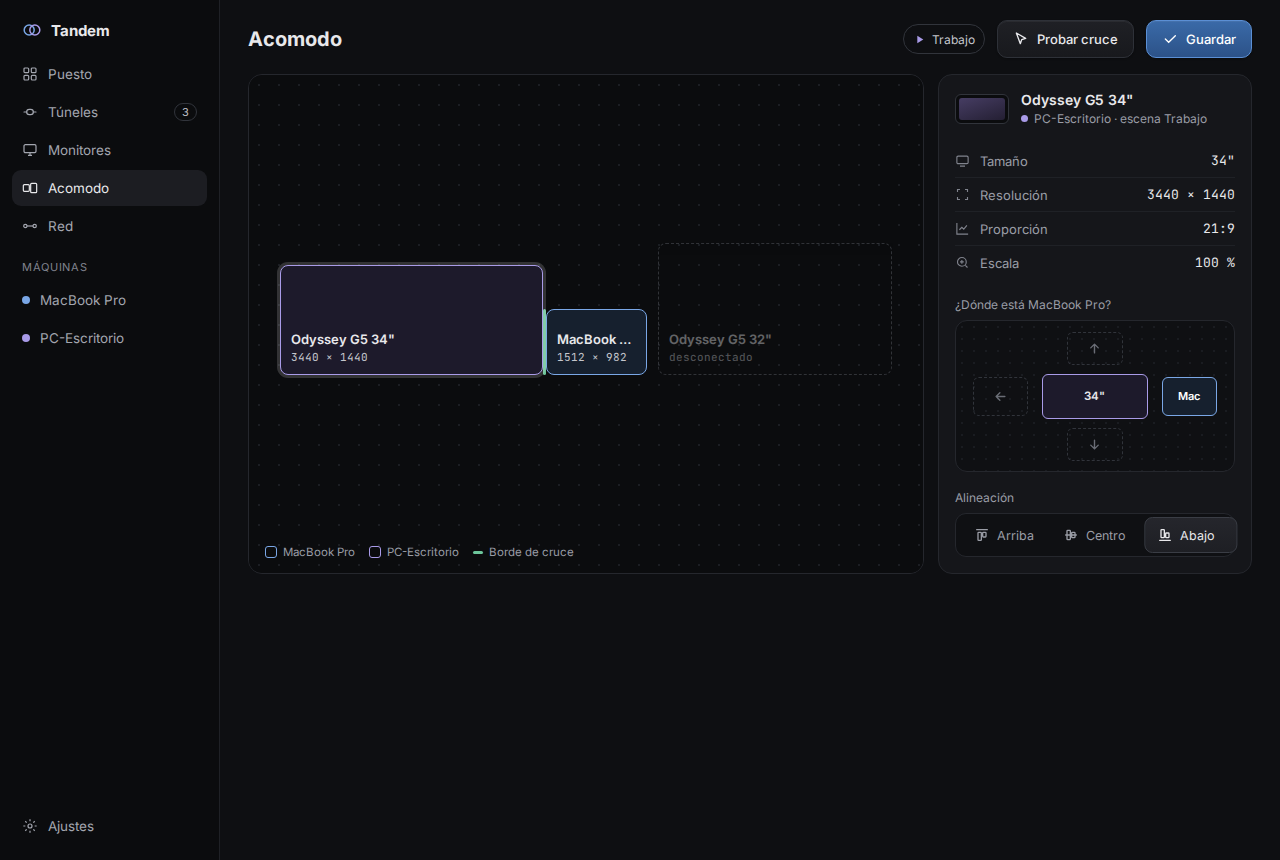 Tandem
Puesto
Túneles
3
Monitores
Acomodo
Red
MÁQUINAS
MacBook Pro
PC-Escritorio
Ajustes
Acomodo
Trabajo
Probar cruce
Guardar
Odyssey G5 34"
3440 × 1440
MacBook ...
1512 × 982
Odyssey G5 32"
desconectado
MacBook Pro
PC-Escritorio
Borde de cruce
Odyssey G5 34"
PC-Escritorio · escena Trabajo
Tamaño 34"
Resolución 3440 × 1440
Proporción 21:9
Escala 100 %
¿Dónde está MacBook Pro?
34"
Mac
Alineación
Arriba
Centro
Abajo